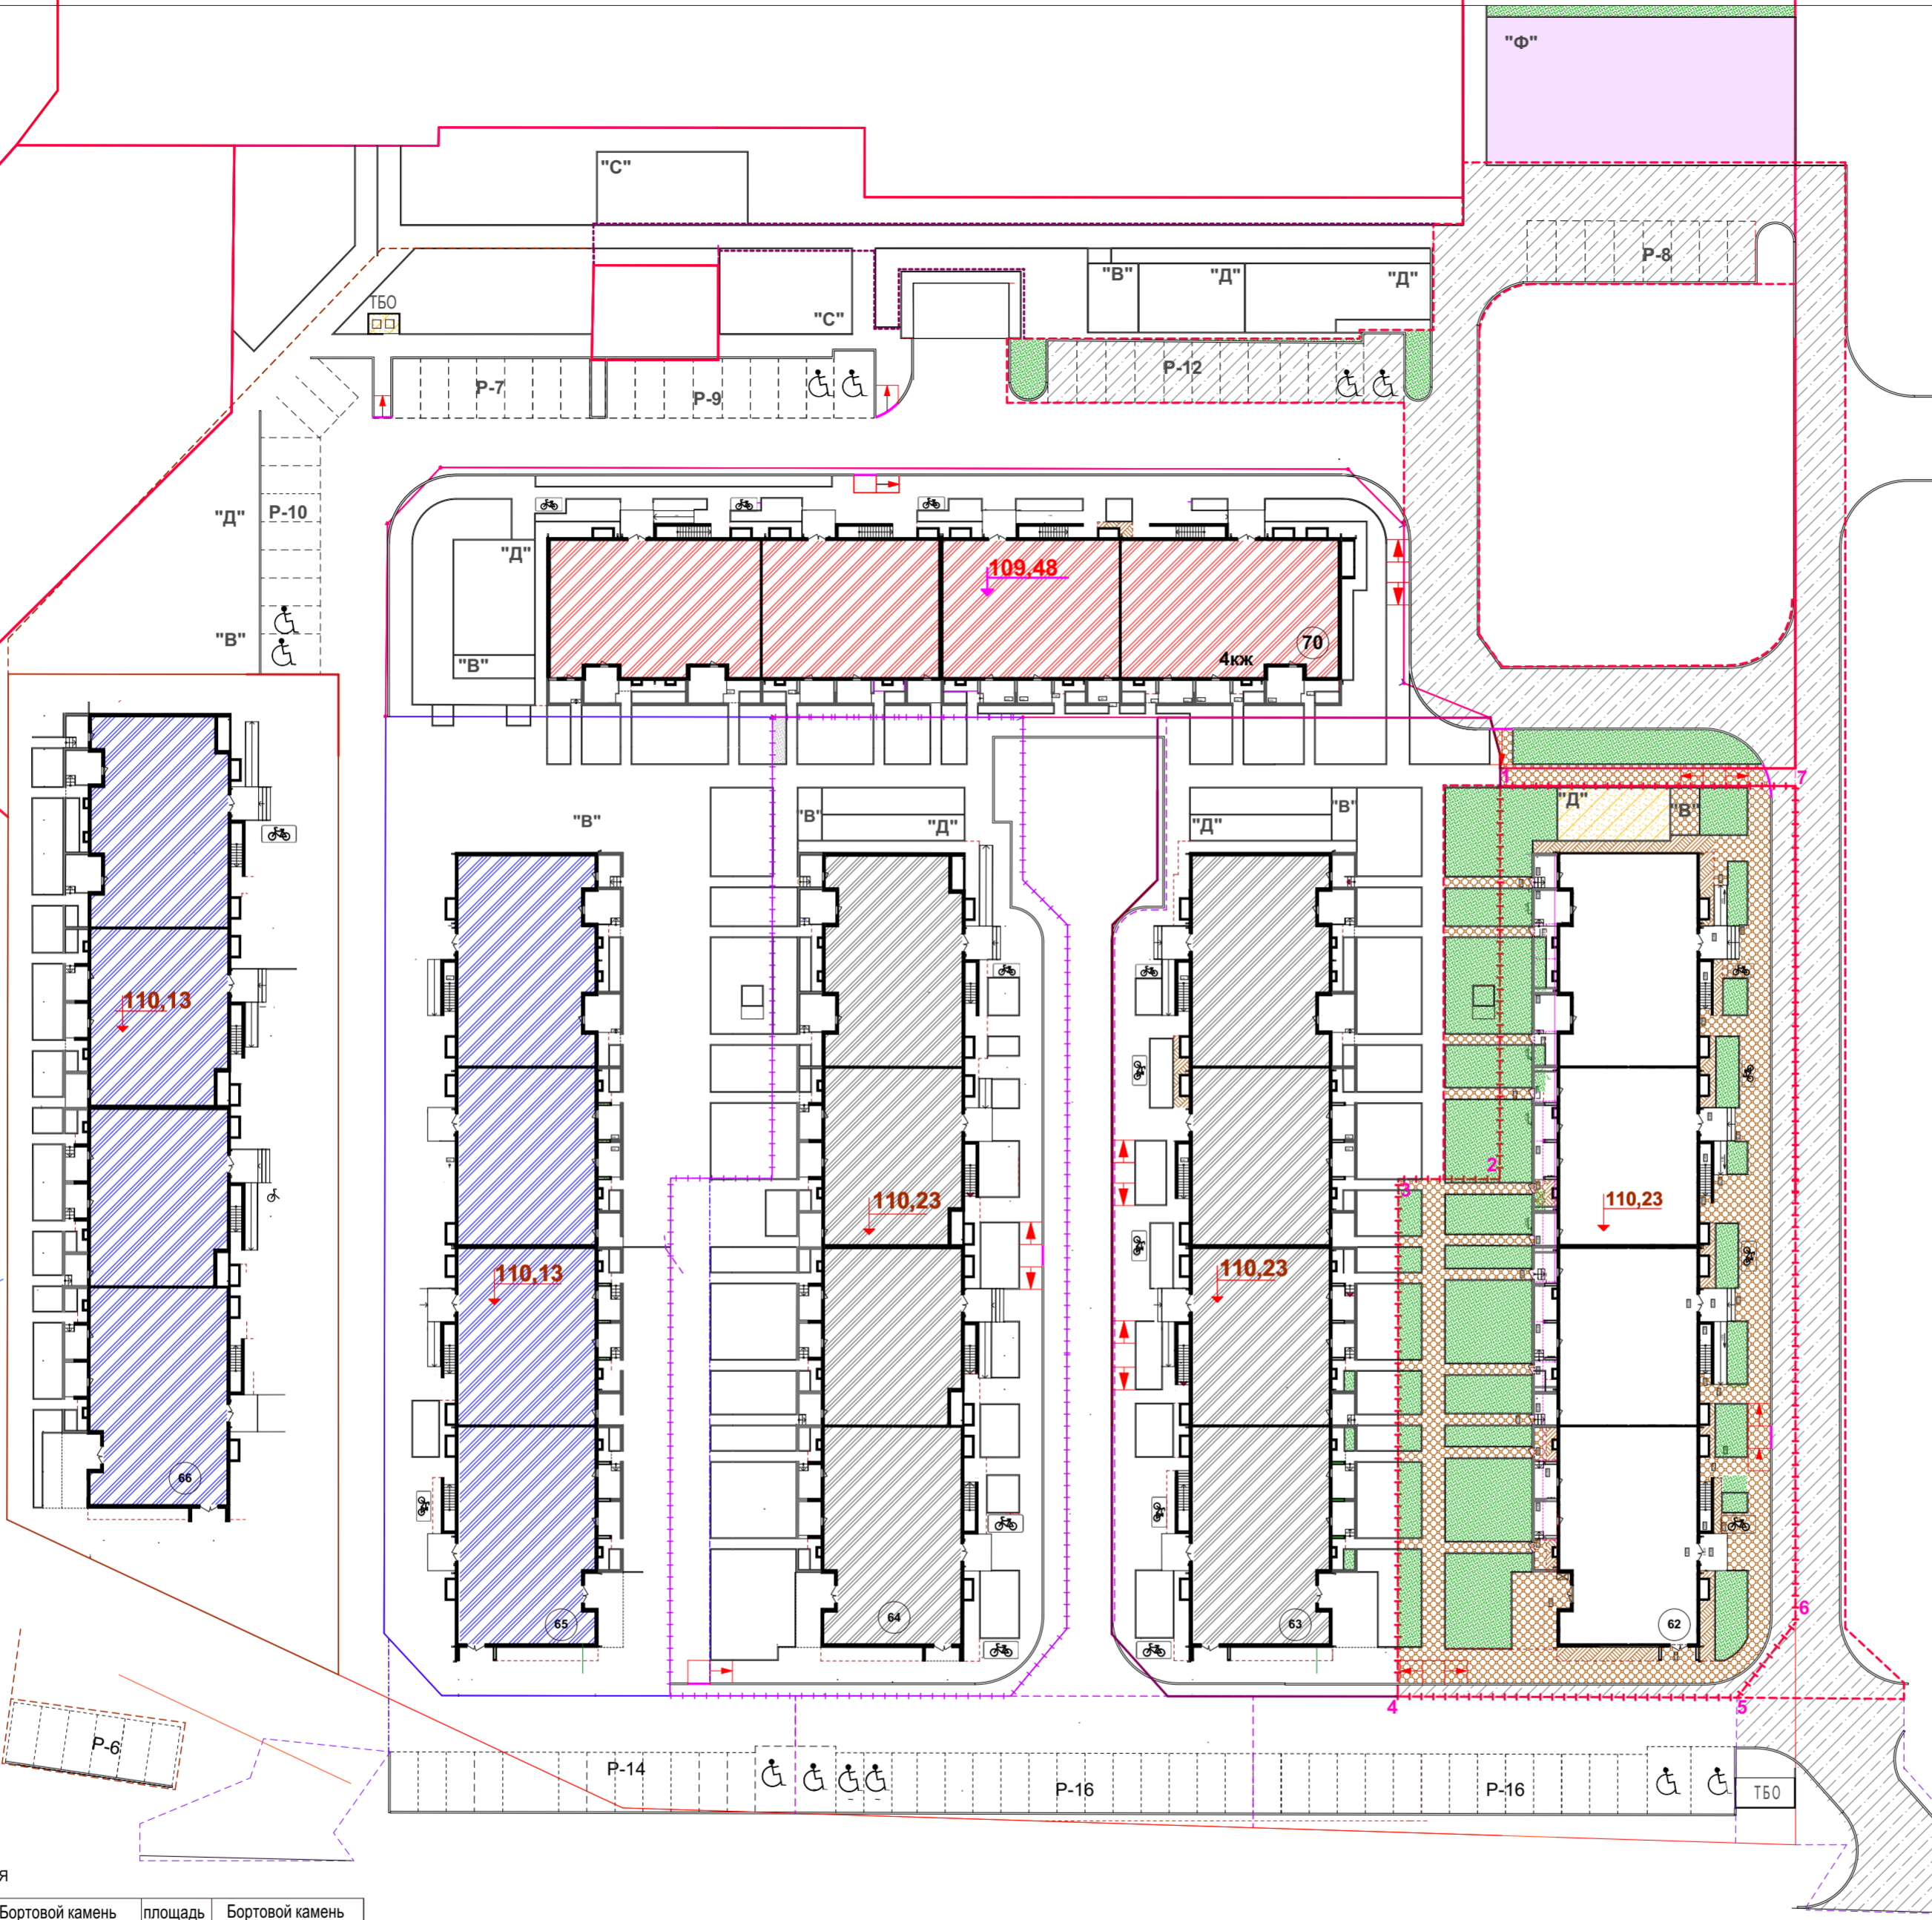 "Ф"
"С"
Р-8
"В"
"Д"
"Д"
ТБО
"С"
Р-12
Р-7
Р-9
"Д"
Р-10
"Д"
109,48
"В"
70
4кж
"В"
1
7
"В"
"В"
"Д"
"Д"
"В"
"Д"
"В"
110,13
2
3
110,23
110,23
110,13
110,23
66
65
64
63
62
6
4
5
Р-6
Р-14
Р-16
Р-16
ТБО
я
Бортовой камень
площадь
Бортовой камень